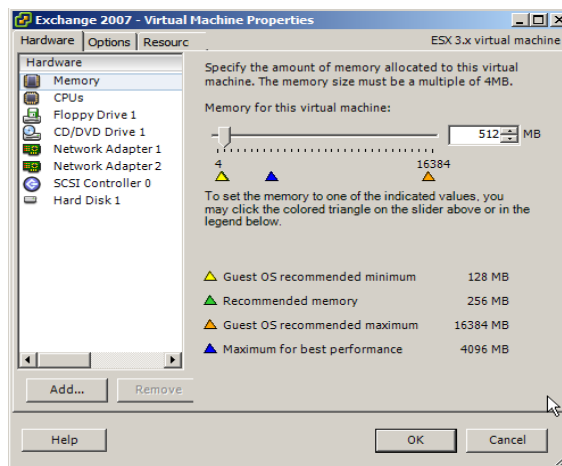 Exchange 2007 - Virtual Machine Properties
Hardware Options Resourc
ESX 3.x virtual machine
Hardware
Memory
CPUs
Floppy Drive 1
CD/DVD Drive 1
Network Adapter 1
Network Adapter 2
SCSI Controller 0
Hard Disk 1
Add...
Remove
Specify the amount of memory allocated to this virtual
machine. The memory size must be a multiple of 4MB.
Memory for this virtual machine:
512 MB
4 16384
To set the memory to one of the indicated values, you
may click the colored triangle on the slider above or in the
legend below.
Guest OS recommended minimum 128 MB
Recommended memory 256 MB
Guest OS recommended maximum 16384 MB
Maximum for best performance 4096 MB
Help
OK
Cancel